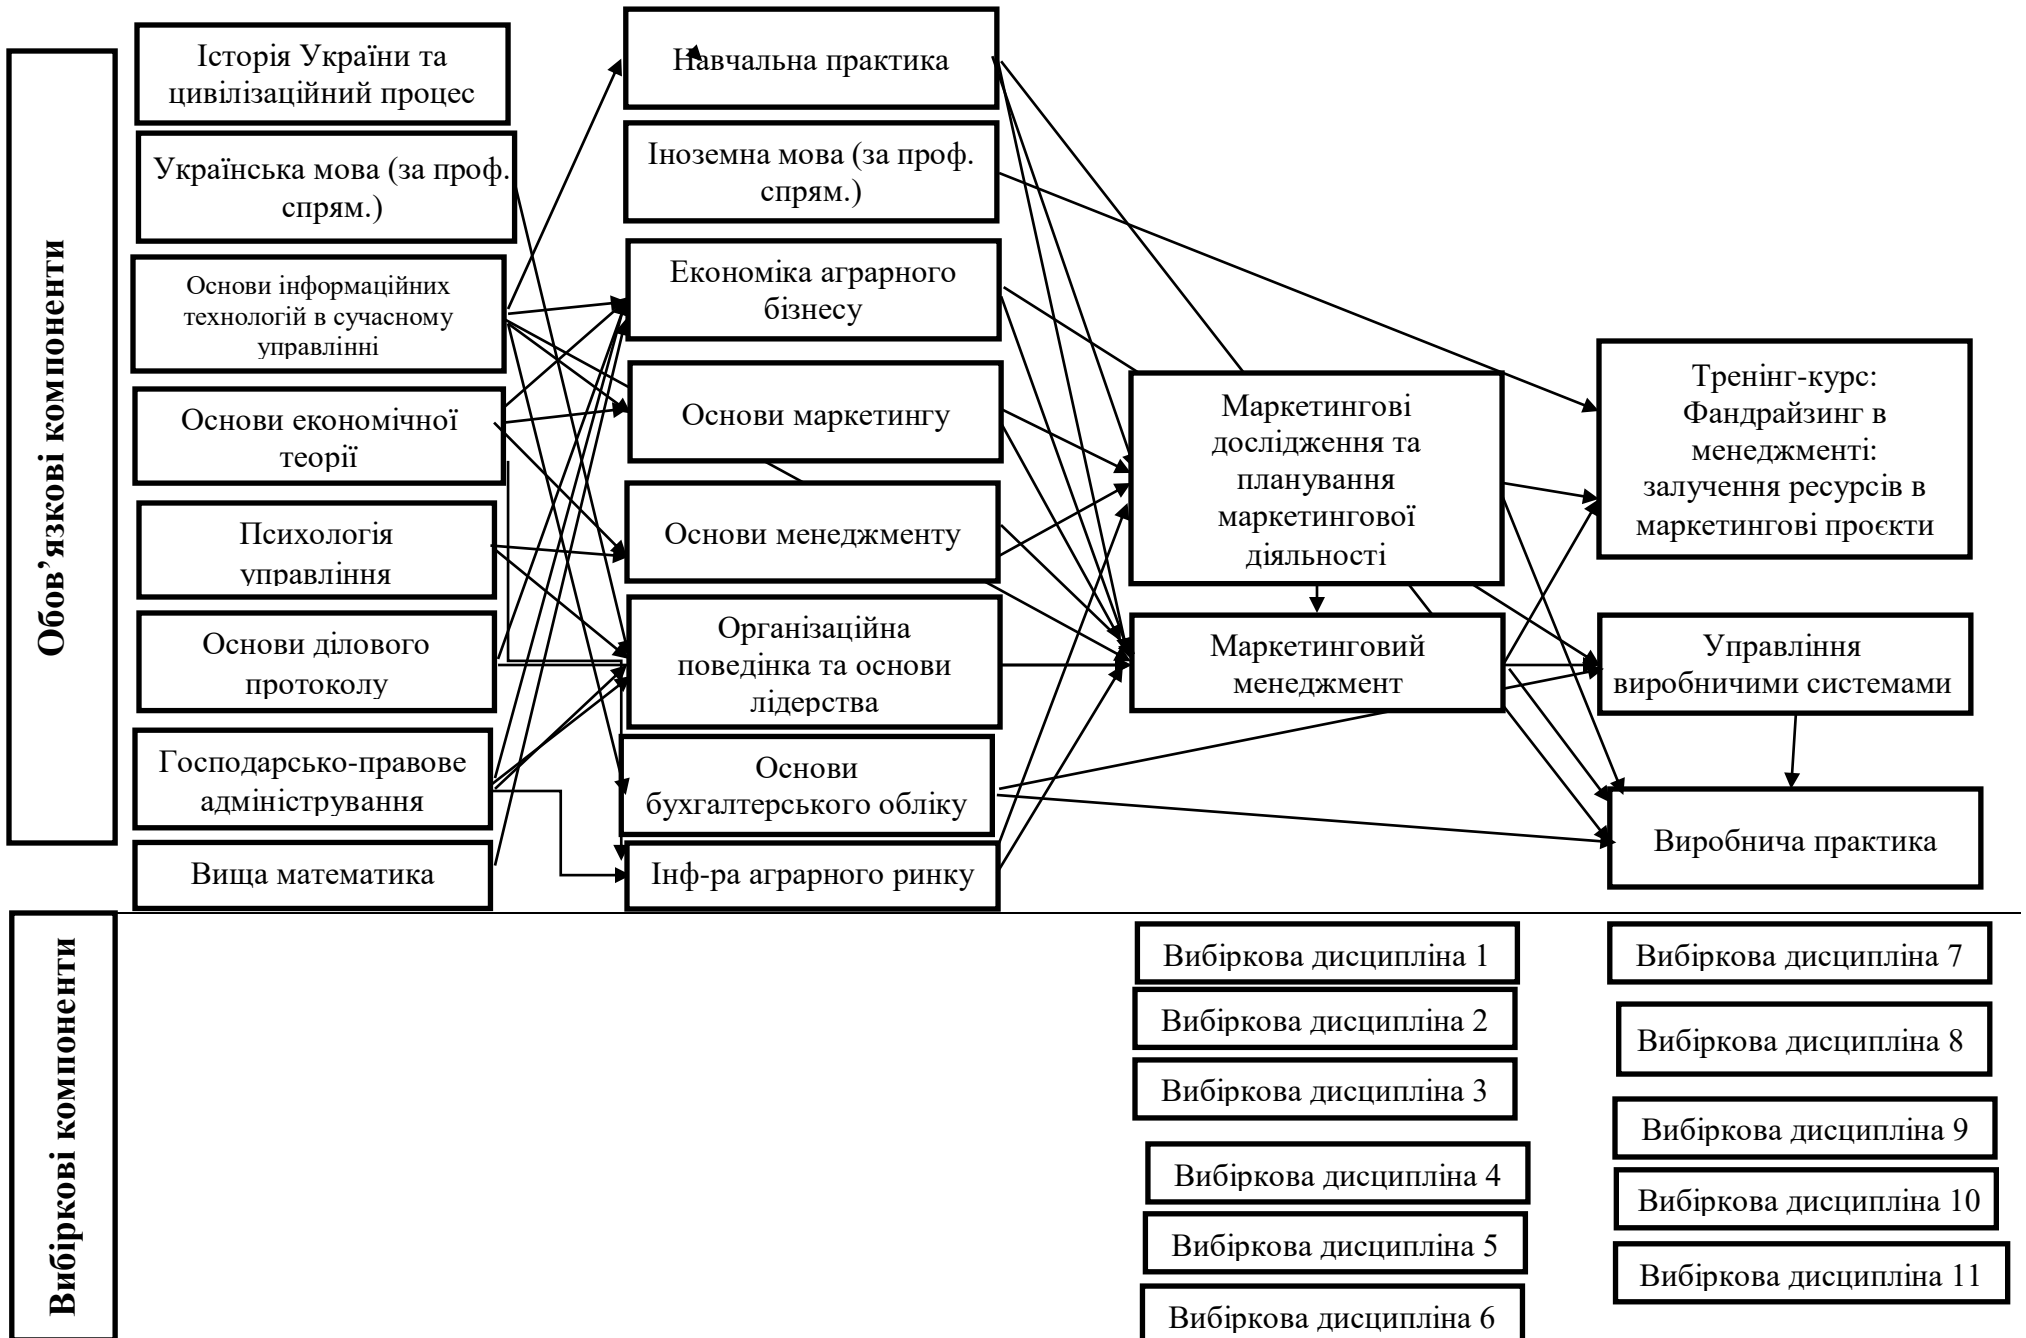 Обов’язкові компоненти
Історія України та
цивілізаційний процес
Українська мова (за проф.
спрям.)
Основи інформаційних
технологій в сучасному
управлінні
Основи економічної
теорії
Психологія
управління
Основи ділового
протоколу
Господарсько-правове
адміністрування
Вища математика
Навчальна практика
Іноземна мова (за проф.
спрям.)
Економіка аграрного
бізнесу
Основи маркетингу
Основи менеджменту
Організаційна
поведінка та основи
лідерства
Основи
бухгалтерського обліку
Інф-ра аграрного ринку
Маркетингові
дослідження та
планування
маркетингової
діяльності
Маркетинговий
менеджмент
Тренінг-курс:
Фандрайзинг в
менеджменті:
залучення ресурсів в
маркетингові проєкти
Управління
виробничими системами
Виробнича практика
Вибіркові компоненти
Вибіркова дисципліна 1
Вибіркова дисципліна 2
Вибіркова дисципліна 3
Вибіркова дисципліна 4
Вибіркова дисципліна 5
Вибіркова дисципліна 6
Вибіркова дисципліна 7
Вибіркова дисципліна 8
Вибіркова дисципліна 9
Вибіркова дисципліна 10
Вибіркова дисципліна 11